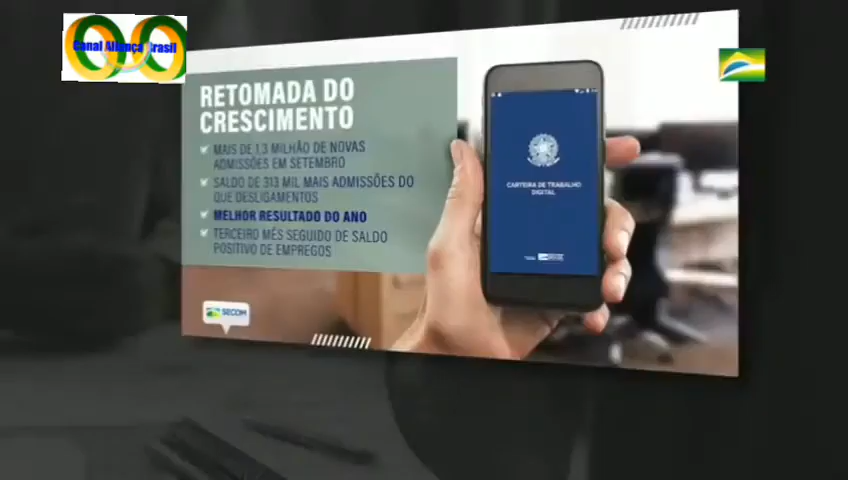 Canal Aliança Brasil
RETOMADA DO
CRESCIMENTO
MAIS DE 1,3 MILHÃO DE NOVAS
ADMISSÕES EM SETEMBRO
SALDO DE 313 MIL MAIS ADMISSÕES DO
QUE DESLIGAMENTOS
MELHOR RESULTADO DO ANO
TERCEIRO MÊS SEGUIDO DE SALDO
POSITIVO DE EMPREGOS
CARTEIRA DE TRABALHO
DIGITAL
SECOM